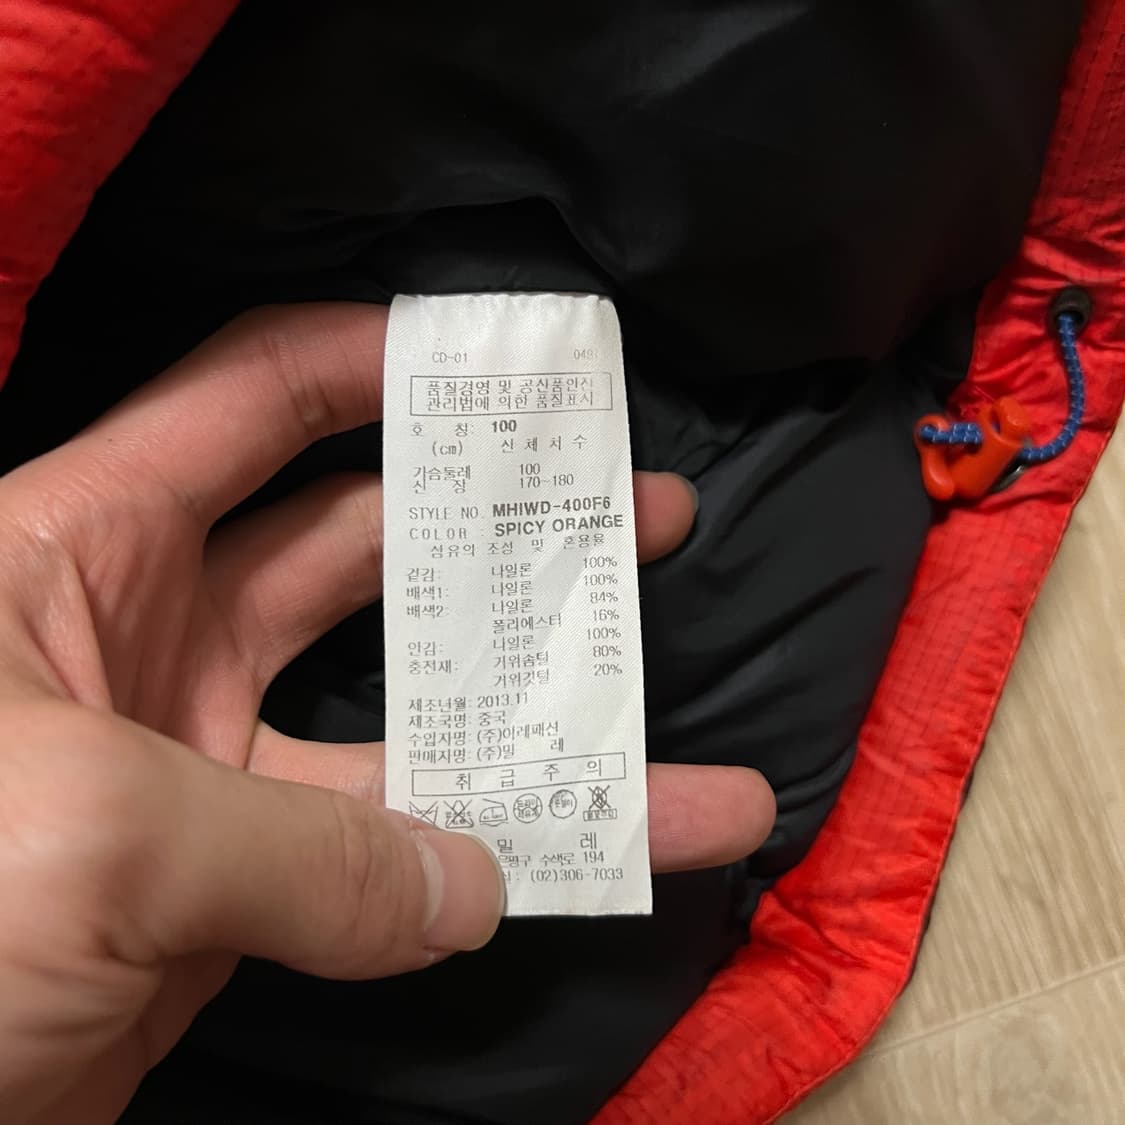 CD-01 049
품질경영 및 공산품인신
관리법에 의한 품질표시
호 칭: 100
(cm) 신 체 치 수
가슴둘레 100
신 장 170~180
STYLE NO. MHIWD-400F6
COLOR : SPICY ORANGE
섬유의 조성 및 혼용율
겉감: 나일론 100%
배색1: 나일론 100%
배색2: 나일론 84%
폴리에스터 16%
안감: 나일론 100%
충전재: 거위솜털 80%
거위깃털 20%
제조년월: 2013.11
제조국명: 중국
수입자명: (주)이레패션
판매자명: (주)밀 레
취 급 주 의
밀 레
은평구 수색로 194
실: (02)306-7033